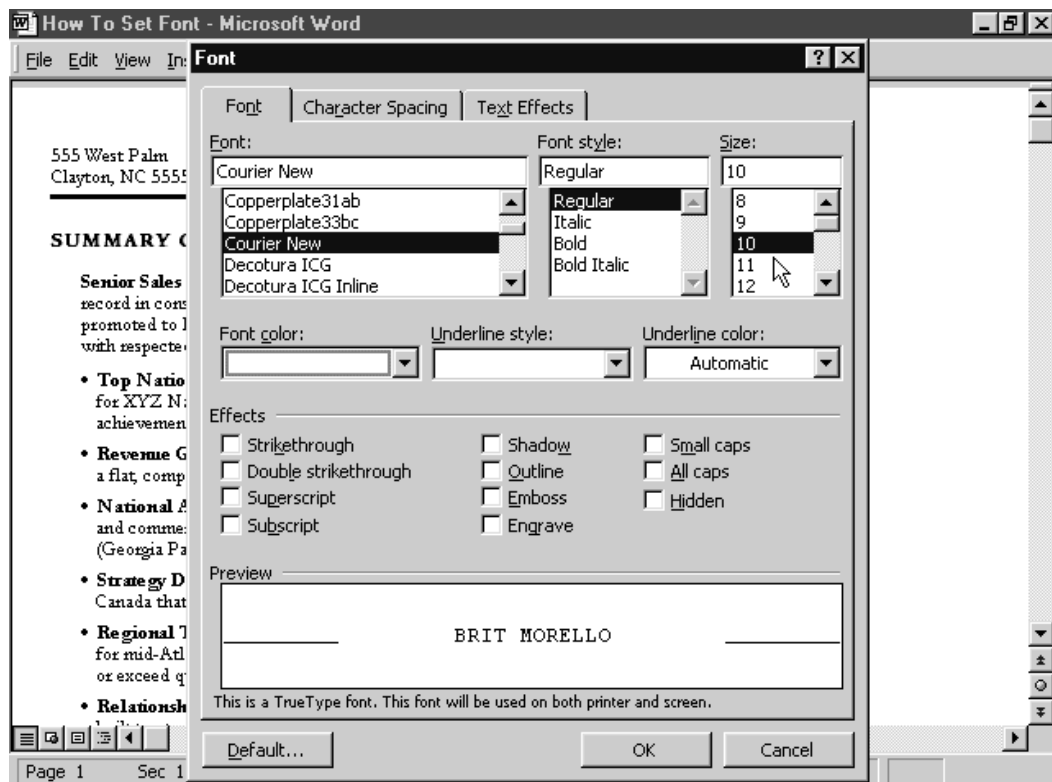 How To Set Font - Microsoft Word
File Edit View
Font
Font Character Spacing Text Effects
Font: Font style: Size:
Courier New Regular 10
Copperplate31ab Regular 8
Copperplate33bc Italic 9
Courier New Bold 10
Decotura ICG Bold Italic 11
Decotura ICG Inline 12
Font color: Underline style: Underline color:
Automatic
Effects
Strikethrough Shadow Small caps
Double strikethrough Outline All caps
Superscript Emboss Hidden
Subscript Engrave
Preview
BRIT MORELLO
This is a TrueType font. This font will be used on both printer and screen.
Default... OK Cancel
555 West Palm
Clayton, NC 5555
SUMMARY
Senior Sales
record in cons
promoted to
with respecte
• Top Natio
for XYZ
achievemen
• Revenue G
a flat, comp
• National A
and comme
(Georgia Pa
• Strategy D
Canada that
• Regional
for mid-Atl
or exceed q
• Relationsh
Page 1 Sec 1